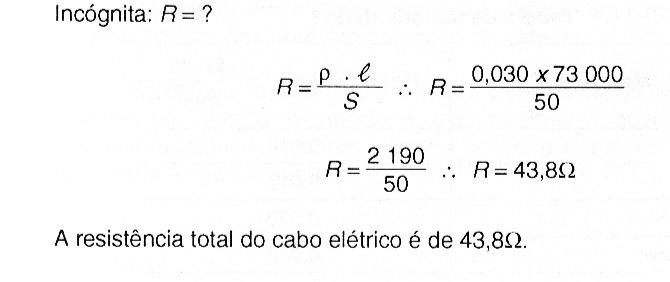 Incógnita: R = ?
R = ρ . ℓ / S ∴ R = 0,030 x 73 000 / 50
R = 2 190 / 50 ∴ R = 43,8Ω
A resistência total do cabo elétrico é de 43,8Ω.